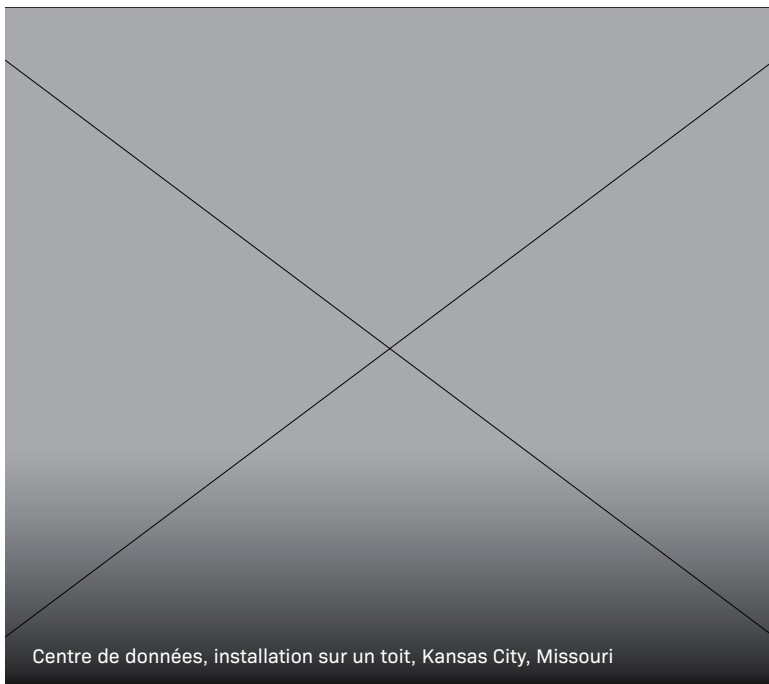 Centre de données, installation sur un toit, Kansas City, Missouri